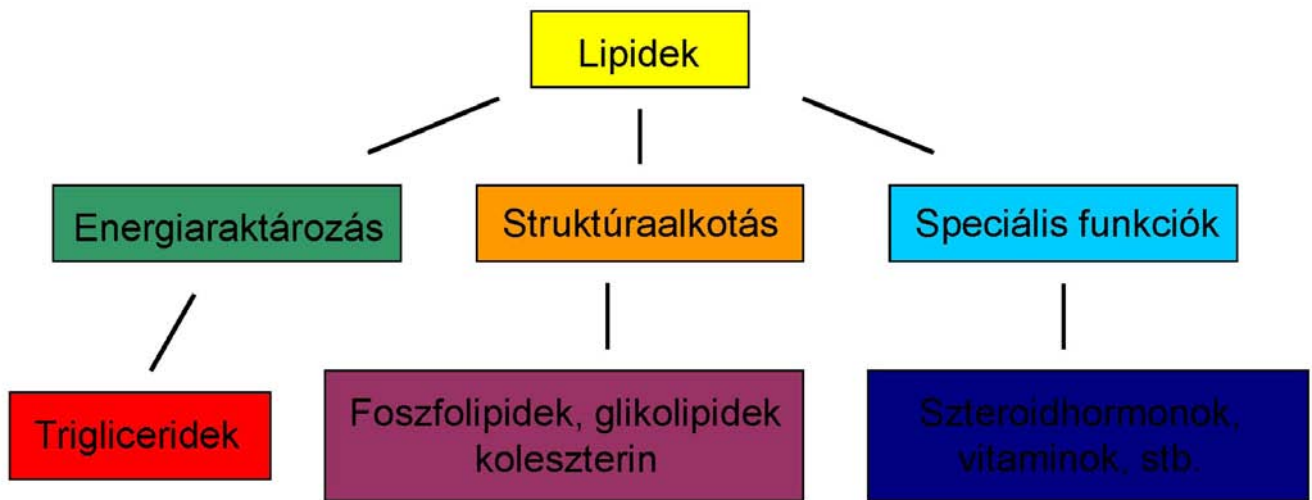 Lipidek
Energiaraktározás
Struktúraalkotás
Speciális funkciók
Trigliceridek
Foszfolipidek, glikolipidek
koleszterin
Szteroidhormonok,
vitaminok, stb.